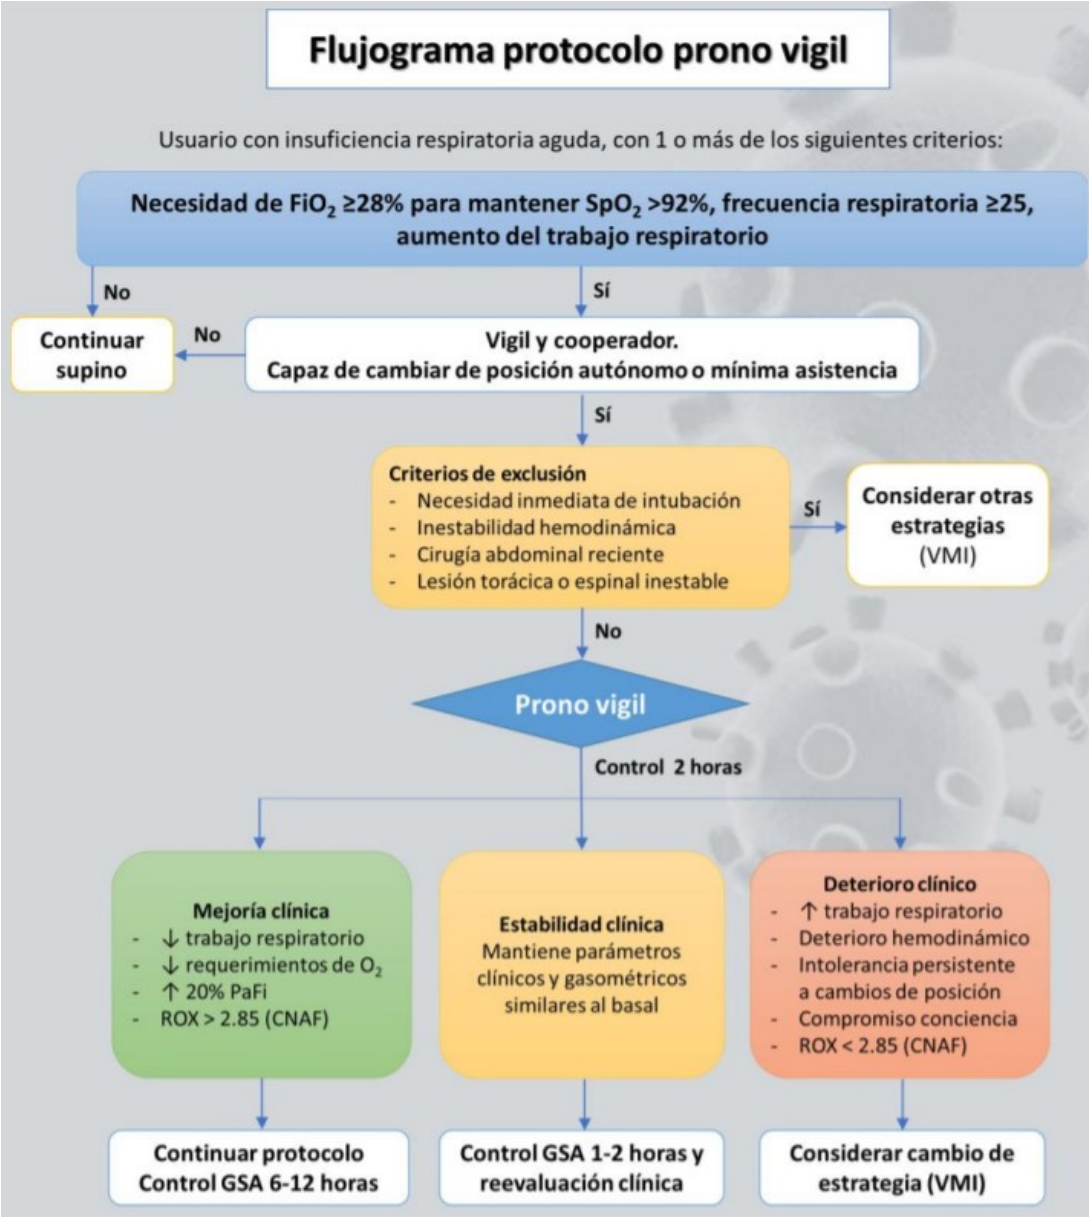 Flujograma protocolo prono vigil
Usuario con insuficiencia respiratoria aguda, con 1 o más de los siguientes criterios:
Necesidad de FiO₂ ≥28% para mantener SpO₂ >92%, frecuencia respiratoria ≥25,
aumento del trabajo respiratorio
No
Sí
Continuar
supino
No
Vigil y cooperador.
Capaz de cambiar de posición autónomo o mínima asistencia
Sí
Criterios de exclusión
- Necesidad inmediata de intubación
- Inestabilidad hemodinámica
- Cirugía abdominal reciente
- Lesión torácica o espinal inestable
Sí
Considerar otras
estrategias
(VMI)
No
Prono vigil
Control 2 horas
Mejoría clínica
- ↓ trabajo respiratorio
- ↓ requerimientos de O₂
- ↑ 20% PaFi
- ROX > 2.85 (CNAF)
Estabilidad clínica
Mantiene parámetros
clínicos y gasométricos
similares al basal
Deterioro clínico
- ↑ trabajo respiratorio
- Deterioro hemodinámico
- Intolerancia persistente
a cambios de posición
- Compromiso conciencia
- ROX < 2.85 (CNAF)
Continuar protocolo
Control GSA 6-12 horas
Control GSA 1-2 horas y
reevaluación clínica
Considerar cambio de
estrategia (VMI)